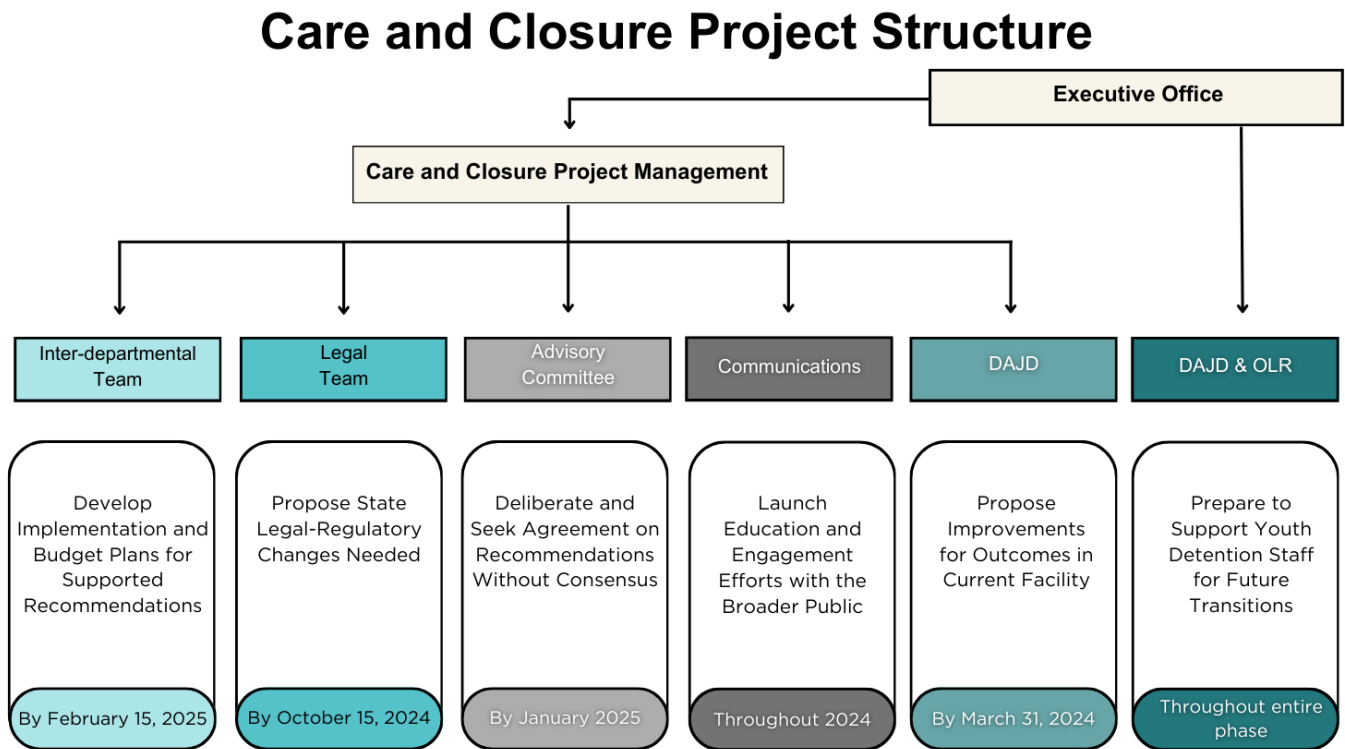 Care and Closure Project Structure
Executive Office
Care and Closure Project Management
Inter-departmental
Team
Legal
Team
Advisory
Committee
Communications
DAJD
DAJD & OLR
Develop
Implementation and
Budget Plans for
Supported
Recommendations
Propose State
Legal-Regulatory
Changes Needed
Deliberate and
Seek Agreement on
Recommendations
Without Consensus
Launch
Education and
Engagement
Efforts with the
Broader Public
Propose
Improvements
for Outcomes in
Current Facility
Prepare to
Support Youth
Detention Staff
for Future
Transitions
By February 15, 2025
By October 15, 2024
By January 2025
Throughout 2024
By March 31, 2024
Throughout entire
phase